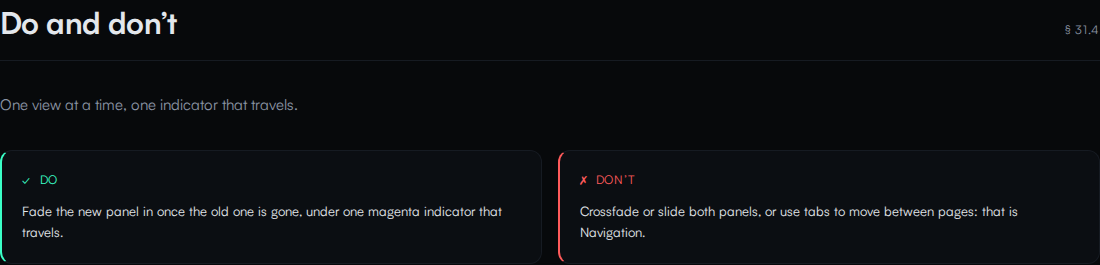 Do and don’t
§ 31.4
One view at a time, one indicator that travels.
✓ DO
Fade the new panel in once the old one is gone, under one magenta indicator that
travels.
✗ DON’T
Crossfade or slide both panels, or use tabs to move between pages: that is
Navigation.